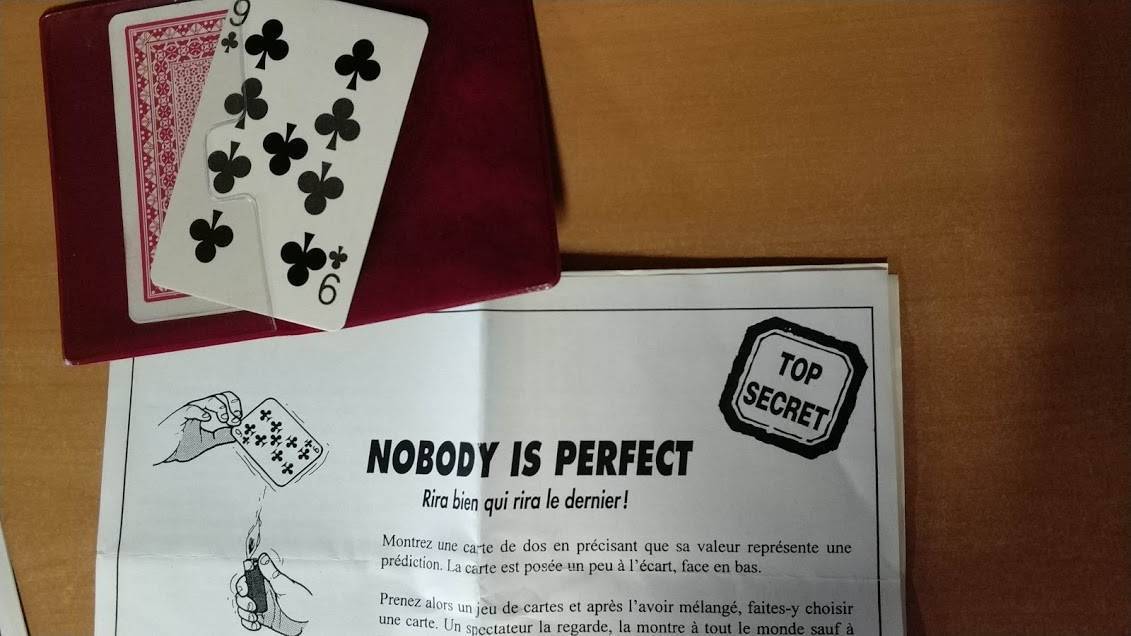 9
9
TOP
SECRET
NOBODY IS PERFECT
Rira bien qui rira le dernier !
Montrez une carte de dos en précisant que sa valeur représente une
prédiction. La carte est posée un peu à l'écart, face en bas.
Prenez alors un jeu de cartes et après l'avoir mélangé, faites-y choisir
une carte. Un spectateur la regarde, la montre à tout le monde sauf à